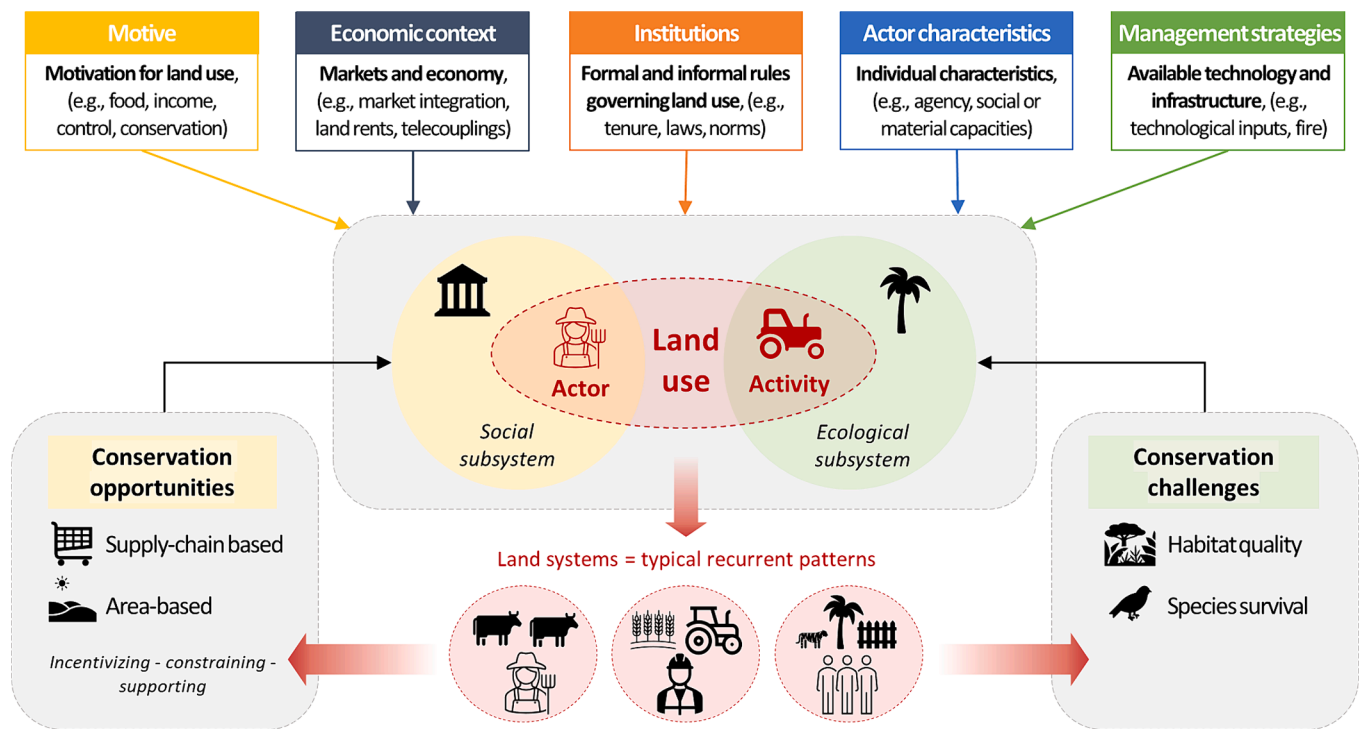 Motive
Motivation for land use,
(e.g., food, income,
control, conservation)
Economic context
Markets and economy,
(e.g., market integration,
land rents, telecouplings)
Institutions
Formal and informal rules
governing land use, (e.g.,
tenure, laws, norms)
Actor characteristics
Individual characteristics,
(e.g., agency, social or
material capacities)
Management strategies
Available technology and
infrastructure, (e.g.,
technological inputs, fire)
Land
use
Actor
Activity
Social
subsystem
Ecological
subsystem
Conservation
opportunities
Supply-chain based
Area-based
Incentivizing - constraining -
supporting
Land systems = typical recurrent patterns
Conservation
challenges
Habitat quality
Species survival